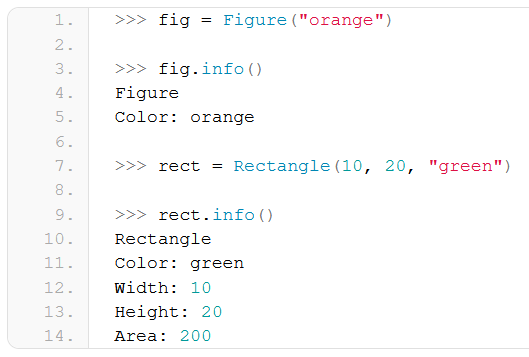 1. >>> fig = Figure("orange")
2.
3. >>> fig.info()
4. Figure
5. Color: orange
6.
7. >>> rect = Rectangle(10, 20, "green")
8.
9. >>> rect.info()
10. Rectangle
11. Color: green
12. Width: 10
13. Height: 20
14. Area: 200